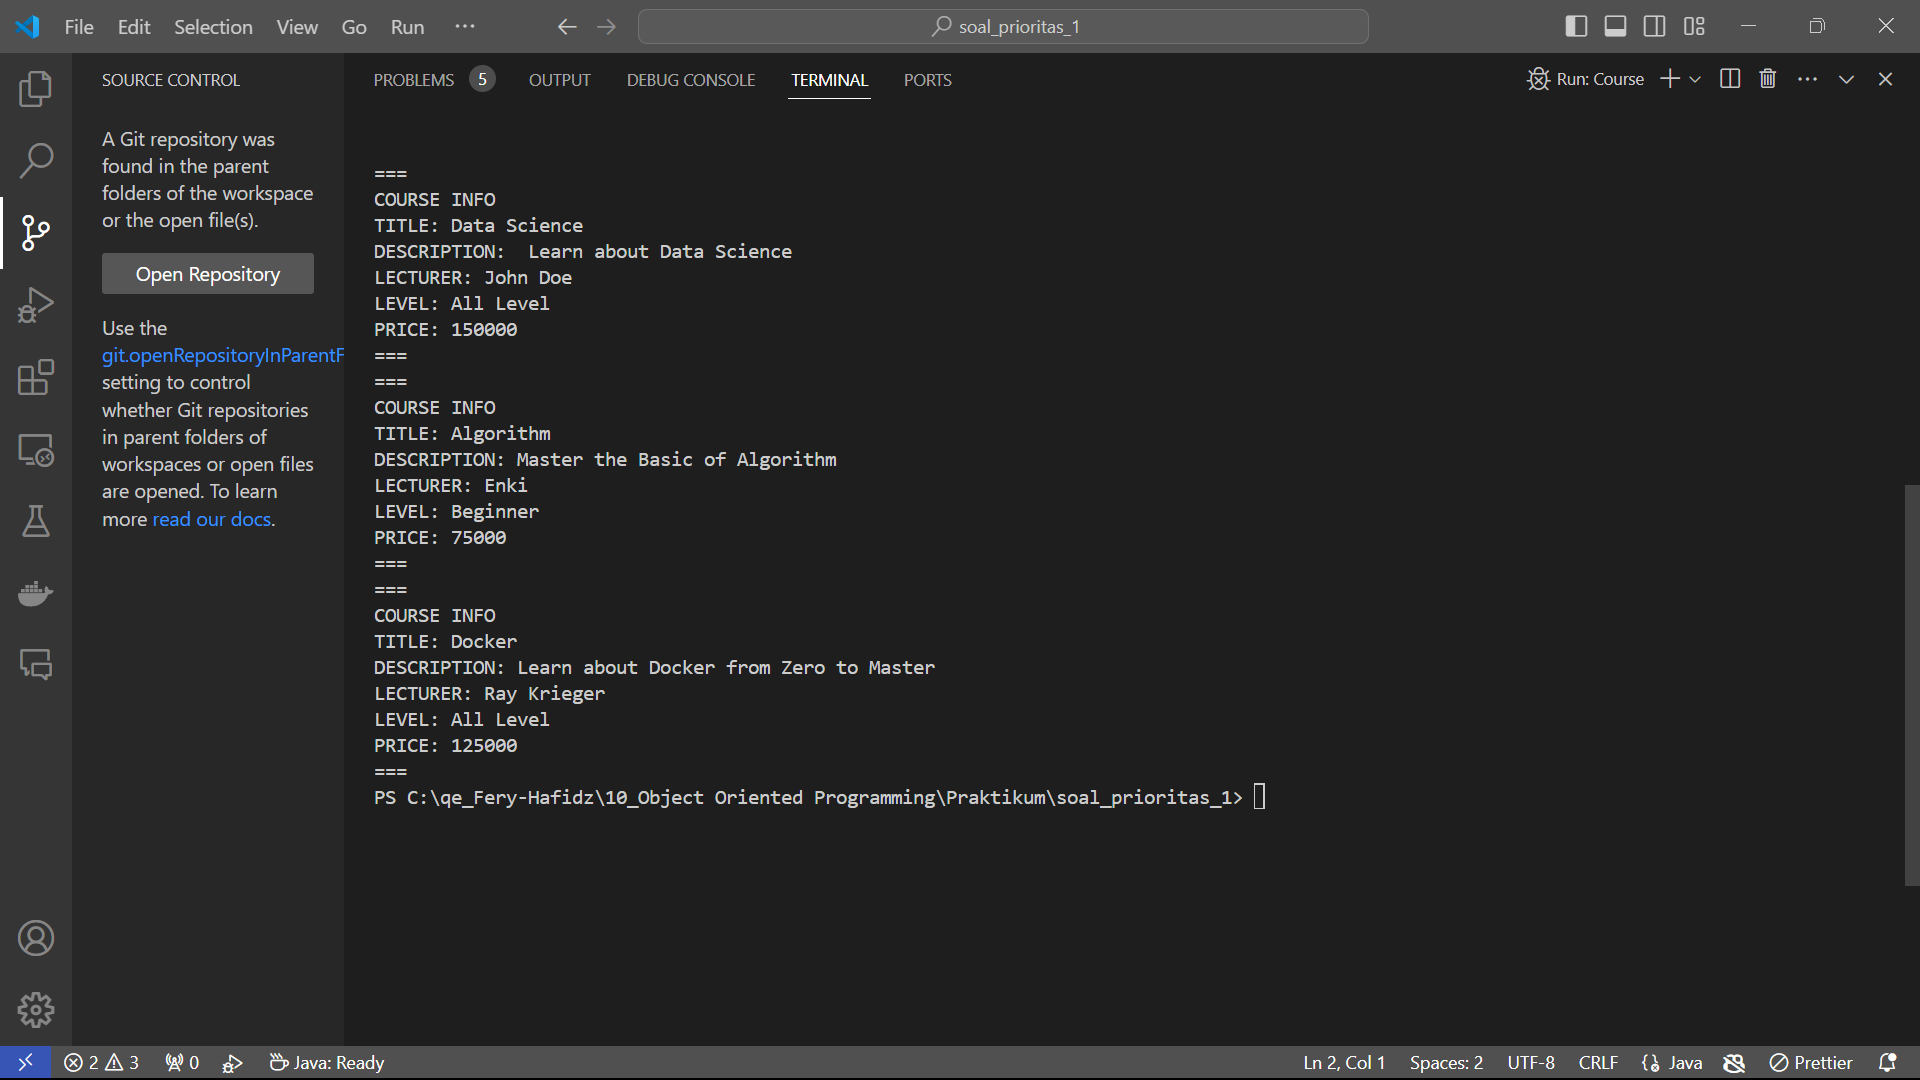 File Edit Selection View Go Run ···
soal_prioritas_1
SOURCE CONTROL
A Git repository was
found in the parent
folders of the workspace
or the open file(s).
Open Repository
Use the
git.openRepositoryInParentF
setting to control
whether Git repositories
in parent folders of
workspaces or open files
are opened. To learn
more read our docs.
PROBLEMS 5 OUTPUT DEBUG CONSOLE TERMINAL PORTS
Run: Course
===
COURSE INFO
TITLE: Data Science
DESCRIPTION:  Learn about Data Science
LECTURER: John Doe
LEVEL: All Level
PRICE: 150000
===
===
COURSE INFO
TITLE: Algorithm
DESCRIPTION: Master the Basic of Algorithm
LECTURER: Enki
LEVEL: Beginner
PRICE: 75000
===
===
COURSE INFO
TITLE: Docker
DESCRIPTION: Learn about Docker from Zero to Master
LECTURER: Ray Krieger
LEVEL: All Level
PRICE: 125000
===
PS C:\qe_Fery-Hafidz\10_Object Oriented Programming\Praktikum\soal_prioritas_1>
2 3 0 Java: Ready Ln 2, Col 1 Spaces: 2 UTF-8 CRLF Java Prettier